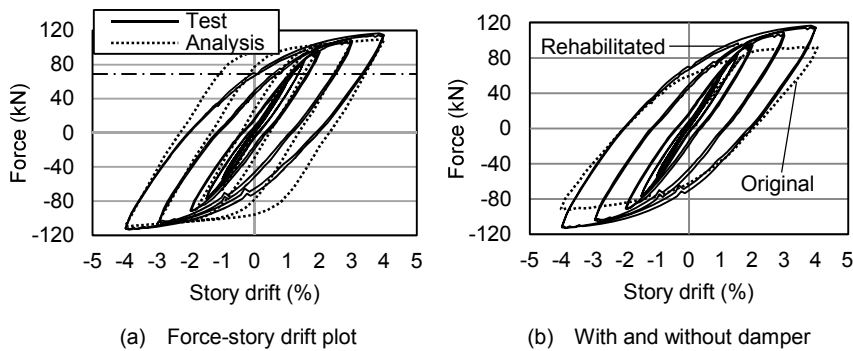 Test
Analysis
120
80
40
0
-40
-80
-120
Force (kN)
-5 -4 -3 -2 -1 0 1 2 3 4 5
Story drift (%)
(a) Force-story drift plot
Rehabilitated
Original
120
80
40
0
-40
-80
-120
Force (kN)
-5 -4 -3 -2 -1 0 1 2 3 4 5
Story drift (%)
(b) With and without damper